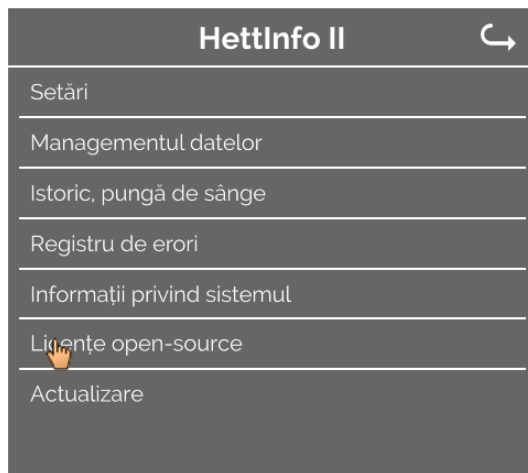 HettInfo II
Setări
Managementul datelor
Istoric, pungă de sânge
Registru de erori
Informații privind sistemul
Licențe open-source
Actualizare